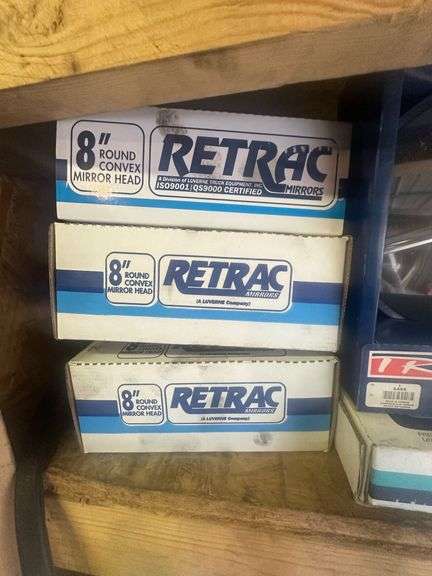 8" ROUND
CONVEX
MIRROR HEAD
RETRAC
MIRRORS
A Division of LUVERNE TRUCK EQUIPMENT, INC.
ISO9001/QS9000 CERTIFIED
8" ROUND
CONVEX
MIRROR HEAD
RETRAC
MIRRORS
(A LUVERNE Company)
8" ROUND
CONVEX
MIRROR HEAD
RETRAC
MIRRORS
(A LUVERNE Company)
TR